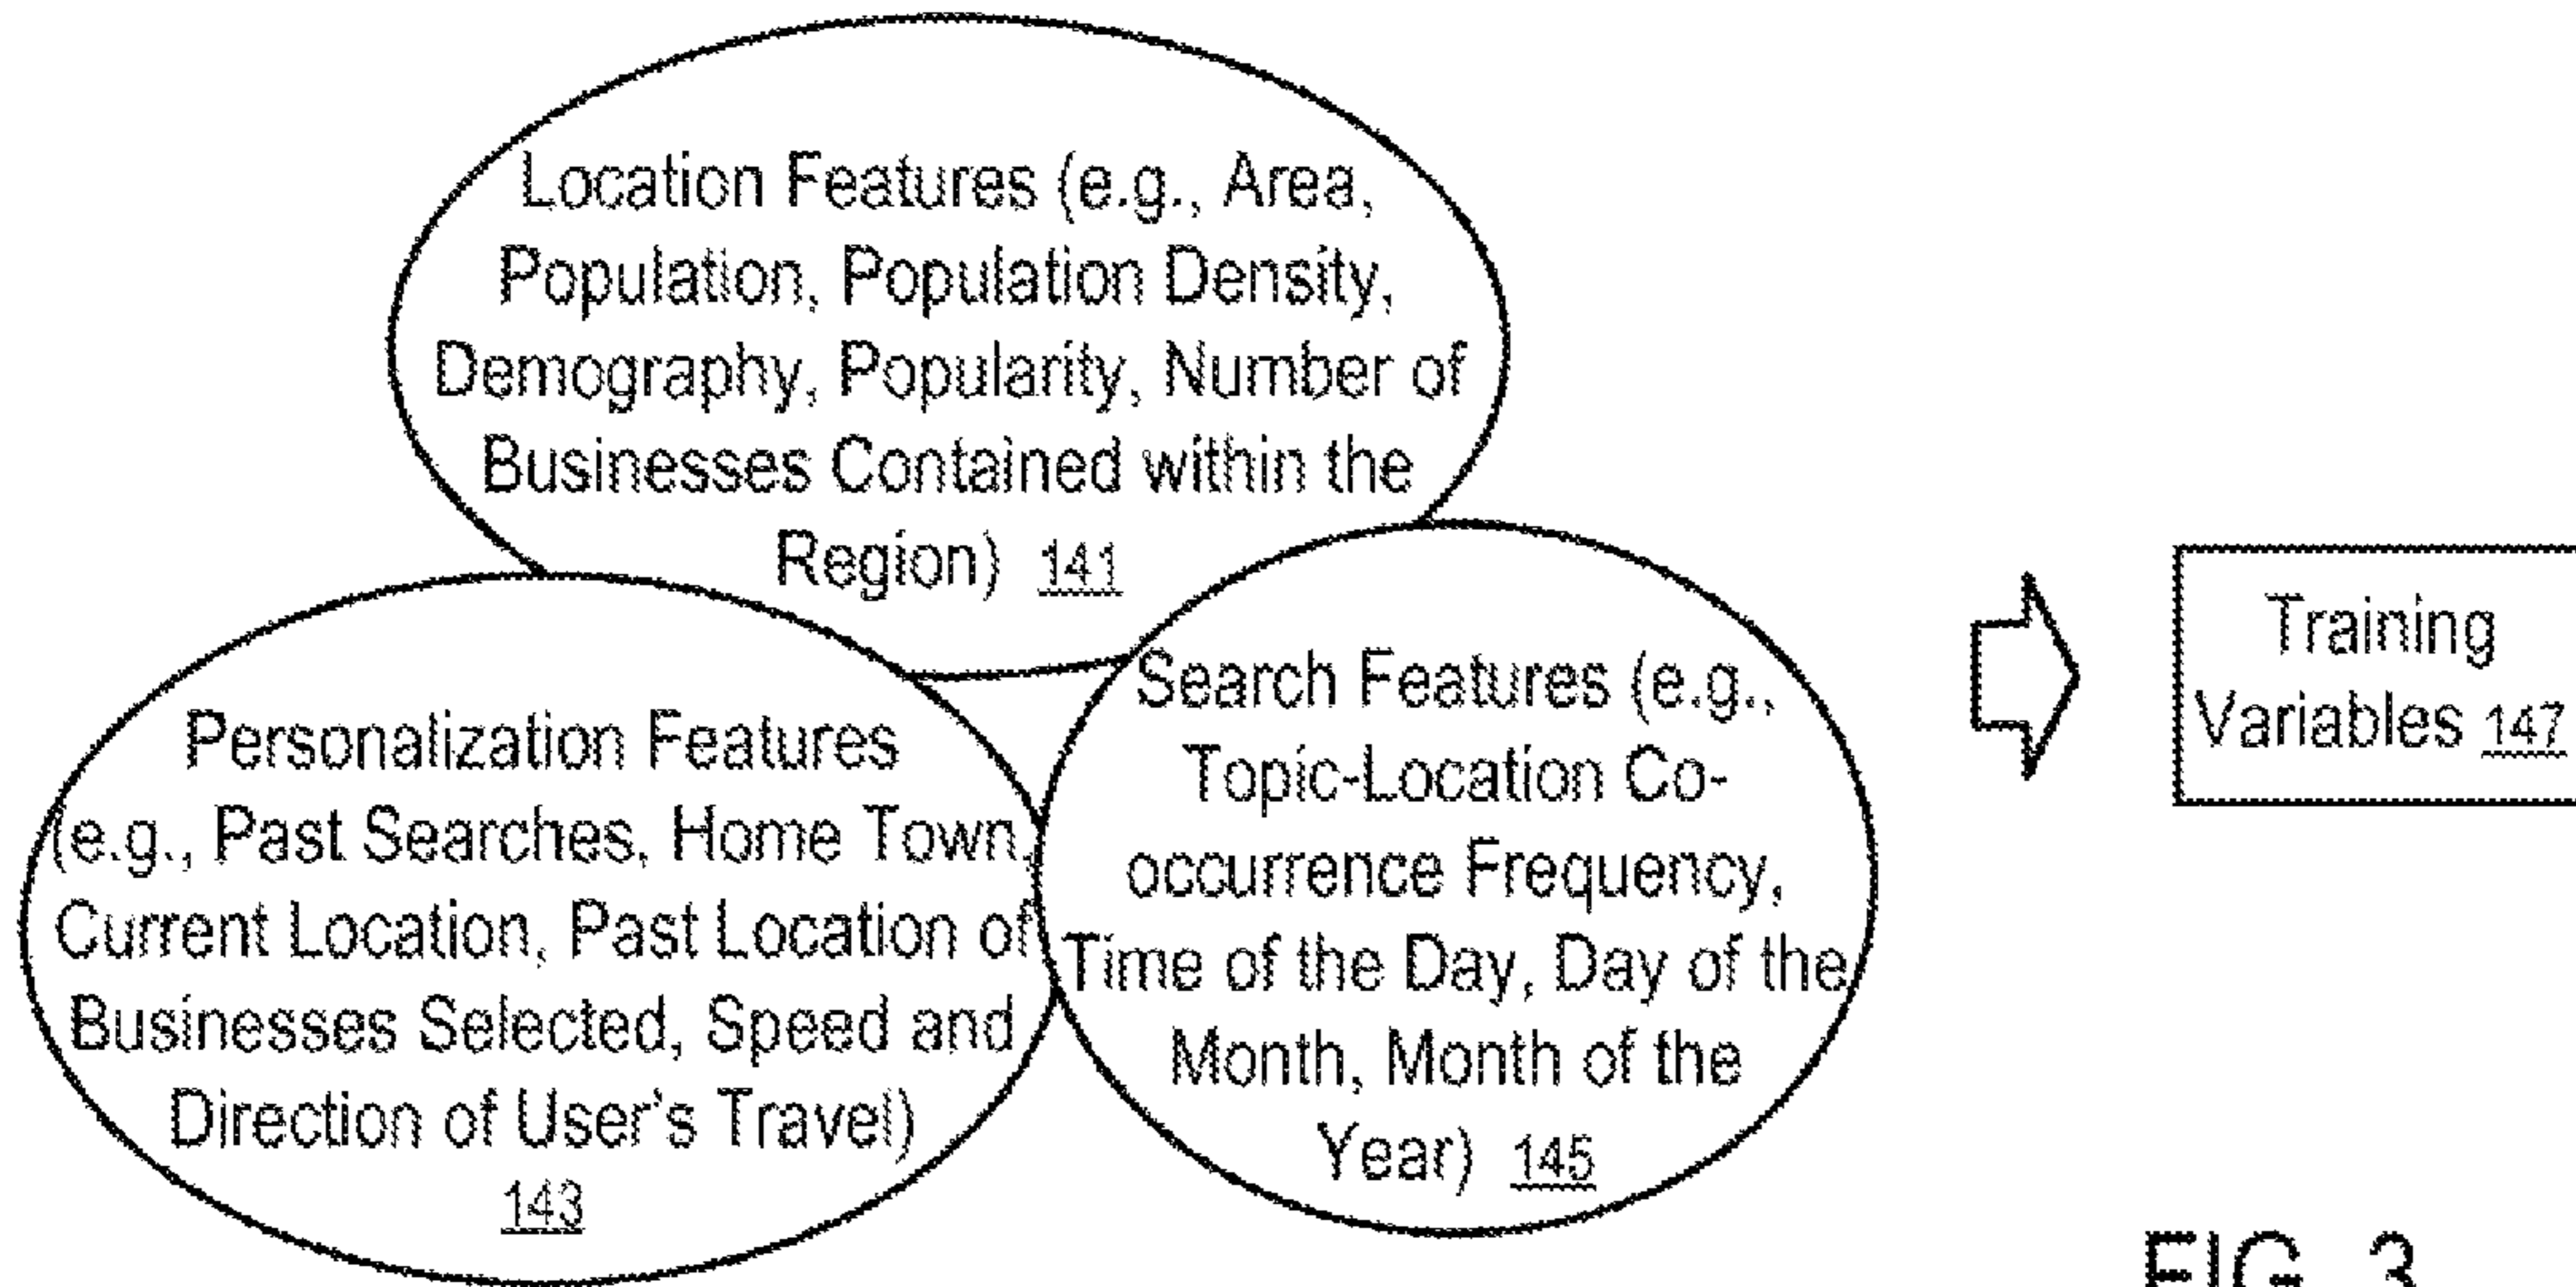 Location Features (e.g., Area,
Population, Population Density,
Demography, Popularity, Number of
Businesses Contained within the
Region) 141
Personalization Features
(e.g., Past Searches, Home Town,
Current Location, Past Location of
Businesses Selected, Speed and
Direction of User's Travel)
143
Search Features (e.g.,
Topic-Location Co-
occurrence Frequency,
Time of the Day, Day of the
Month, Month of the
Year) 145
Training
Variables 147
FIG. 3